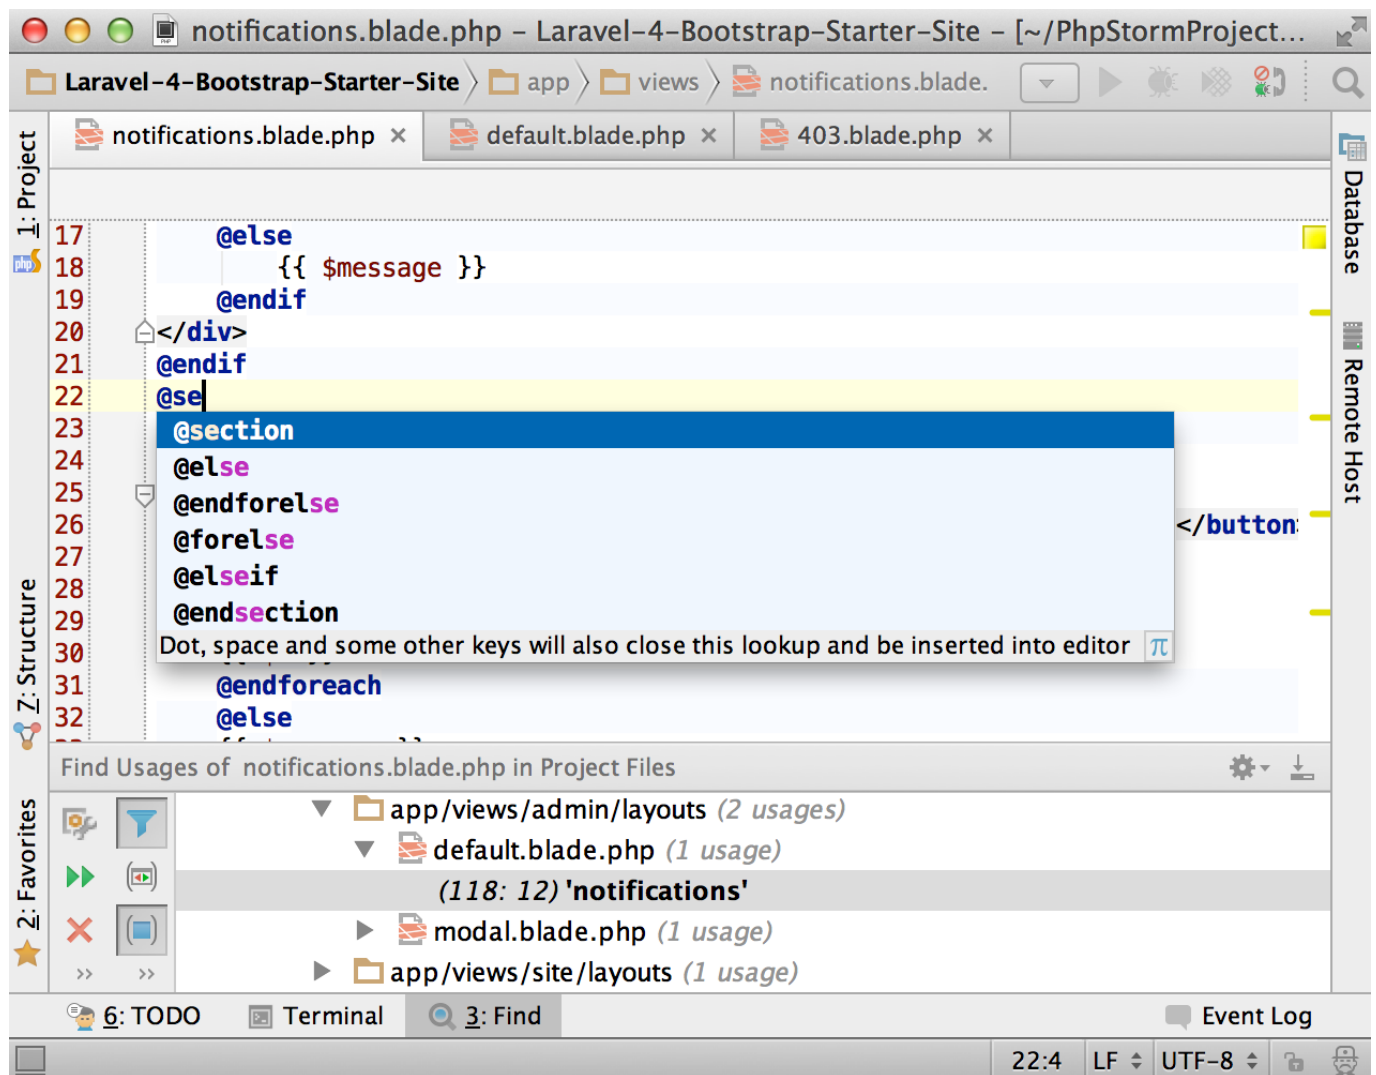 notifications.blade.php – Laravel-4-Bootstrap-Starter-Site – [~/PhpStormProject...
Laravel-4-Bootstrap-Starter-Site app views notifications.blade.
notifications.blade.php × default.blade.php × 403.blade.php ×
1: Project
Database
Remote Host
17 @else
18 {{ $message }}
19 @endif
20 </div>
21 @endif
22 @se
23 @section
24 @else
25 @endforelse
26 @forelse </button>
27 @elseif
28 @endsection
29
30 Dot, space and some other keys will also close this lookup and be inserted into editor π
31 @endforeach
32 @else
7: Structure
2: Favorites
Find Usages of notifications.blade.php in Project Files
app/views/admin/layouts (2 usages)
default.blade.php (1 usage)
(118: 12) 'notifications'
modal.blade.php (1 usage)
app/views/site/layouts (1 usage)
>> >>
6: TODO Terminal 3: Find Event Log
22:4 LF UTF-8